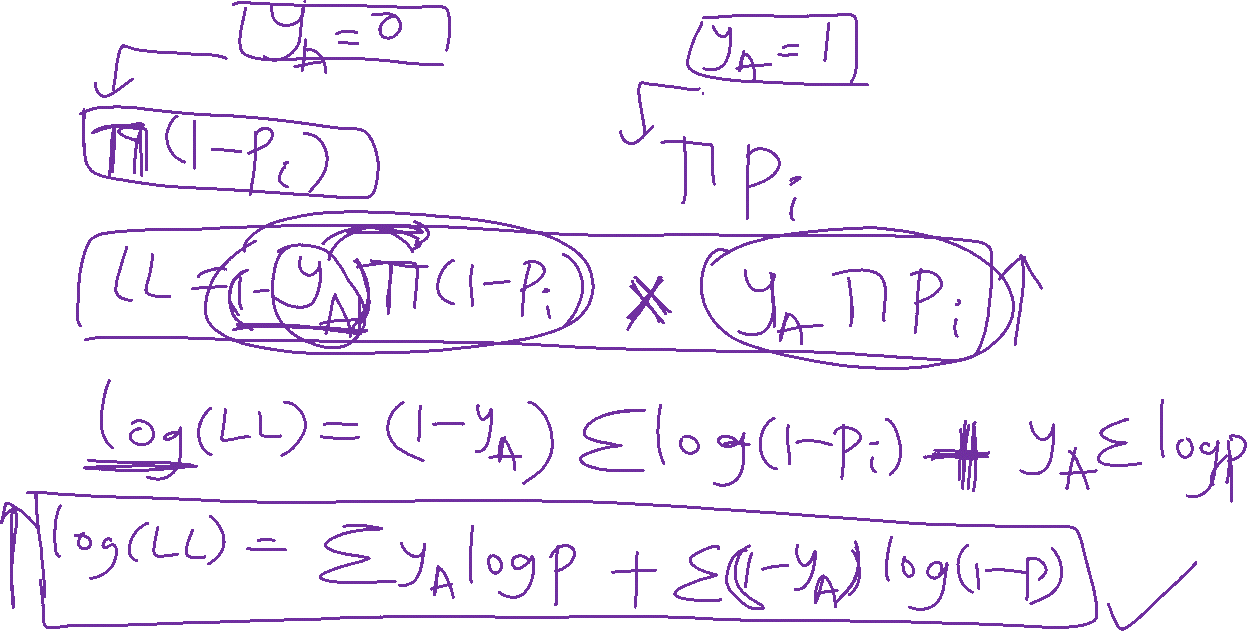 y_A = 0    y_A = 1
Π(1-p_i)    Π p_i
LL = (1-y_A) Π(1-p_i) × y_A Π p_i
log(LL) = (1-y_A) Σ log(1-p_i) + y_A Σ log p
log(LL) = Σ y_A log p + Σ(1-y_A) log(1-p)